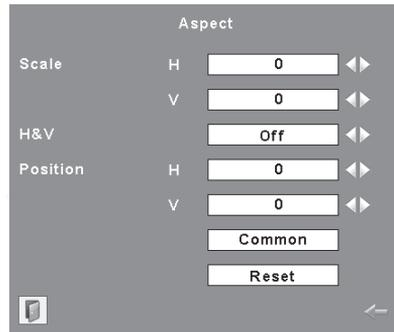 Aspect
Scale H 0
V 0
H&V Off
Position H 0
V 0
Common
Reset